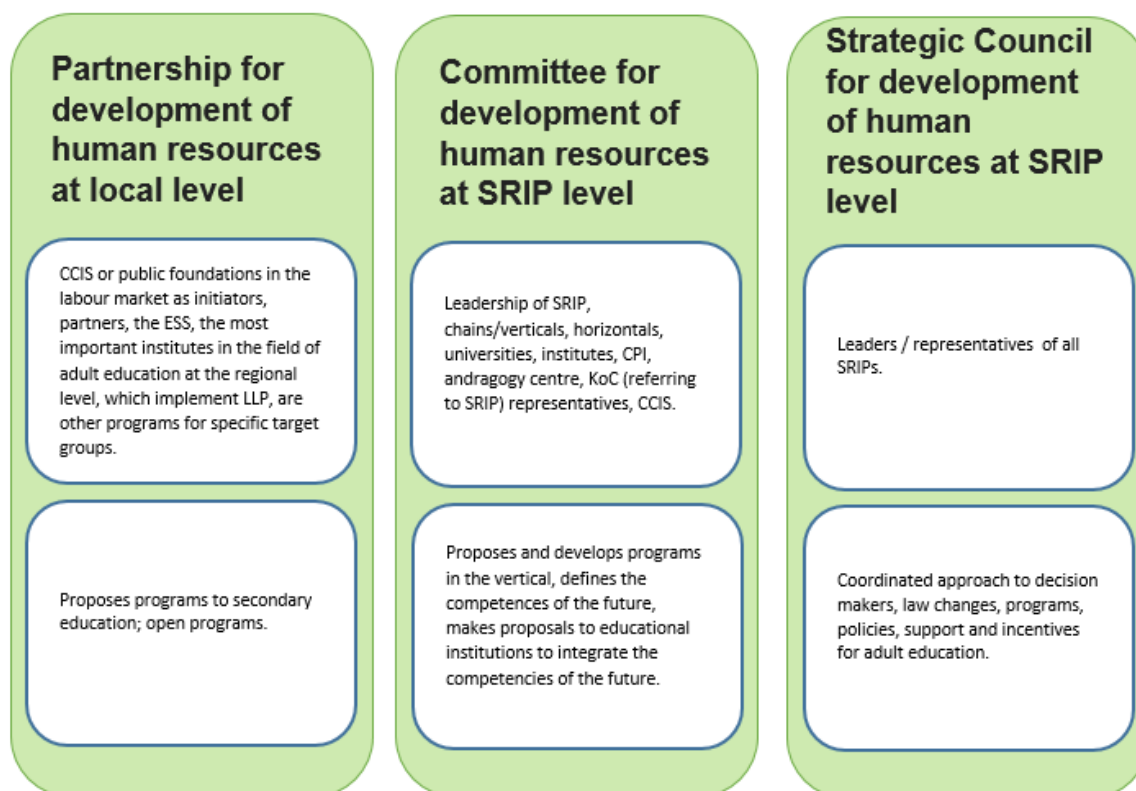 Partnership for
development of
human resources
at local level
CCIS or public foundations in the
labour market as initiators,
partners, the ESS, the most
important institutes in the field of
adult education at the regional
level, which implement LLP, are
other programs for specific target
groups.
Proposes programs to secondary
education; open programs.
Committee for
development of
human resources
at SRIP level
Leadership of SRIP,
chains/verticals, horizontals,
universities, institutes, CPI,
andragogy centre, KoC (referring
to SRIP) representatives, CCIS.
Proposes and develops programs
in the vertical, defines the
competences of the future,
makes proposals to educational
institutions to integrate the
competencies of the future.
Strategic Council
for development
of human
resources at SRIP
level
Leaders / representatives of all
SRIPs.
Coordinated approach to decision
makers, law changes, programs,
policies, support and incentives
for adult education.